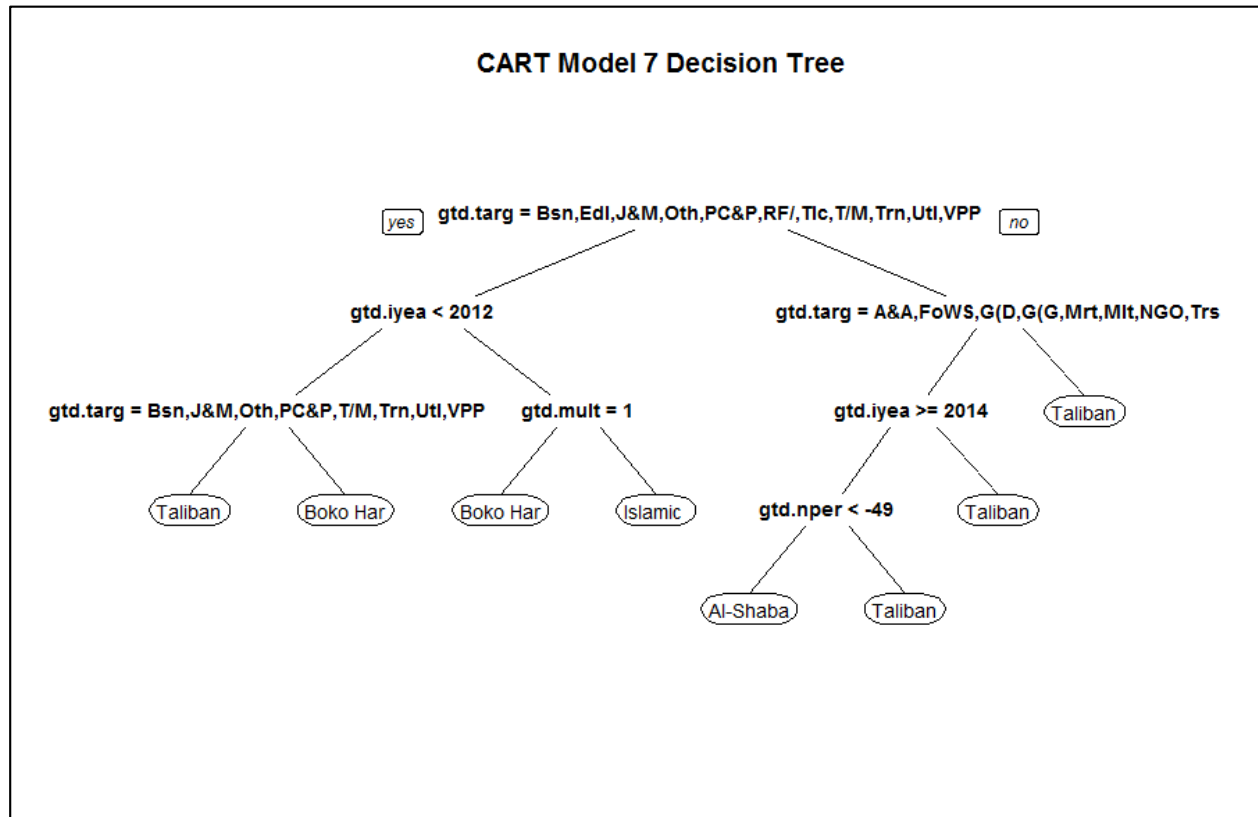 CART Model 7 Decision Tree
yes gtd.targ = Bsn,Edl,J&M,Oth,PC&P,RF/,Tlc,T/M,Trn,Utl,VPP no
gtd.iyea < 2012
gtd.targ = A&A,FoWS,G(D,G(G,Mrt,Mlt,NGO,Trs
gtd.targ = Bsn,J&M,Oth,PC&P,T/M,Trn,Utl,VPP
gtd.mult = 1
gtd.iyea >= 2014
Taliban
Taliban
Boko Har
Boko Har
Islamic
gtd.nper < -49
Taliban
Al-Shaba
Taliban